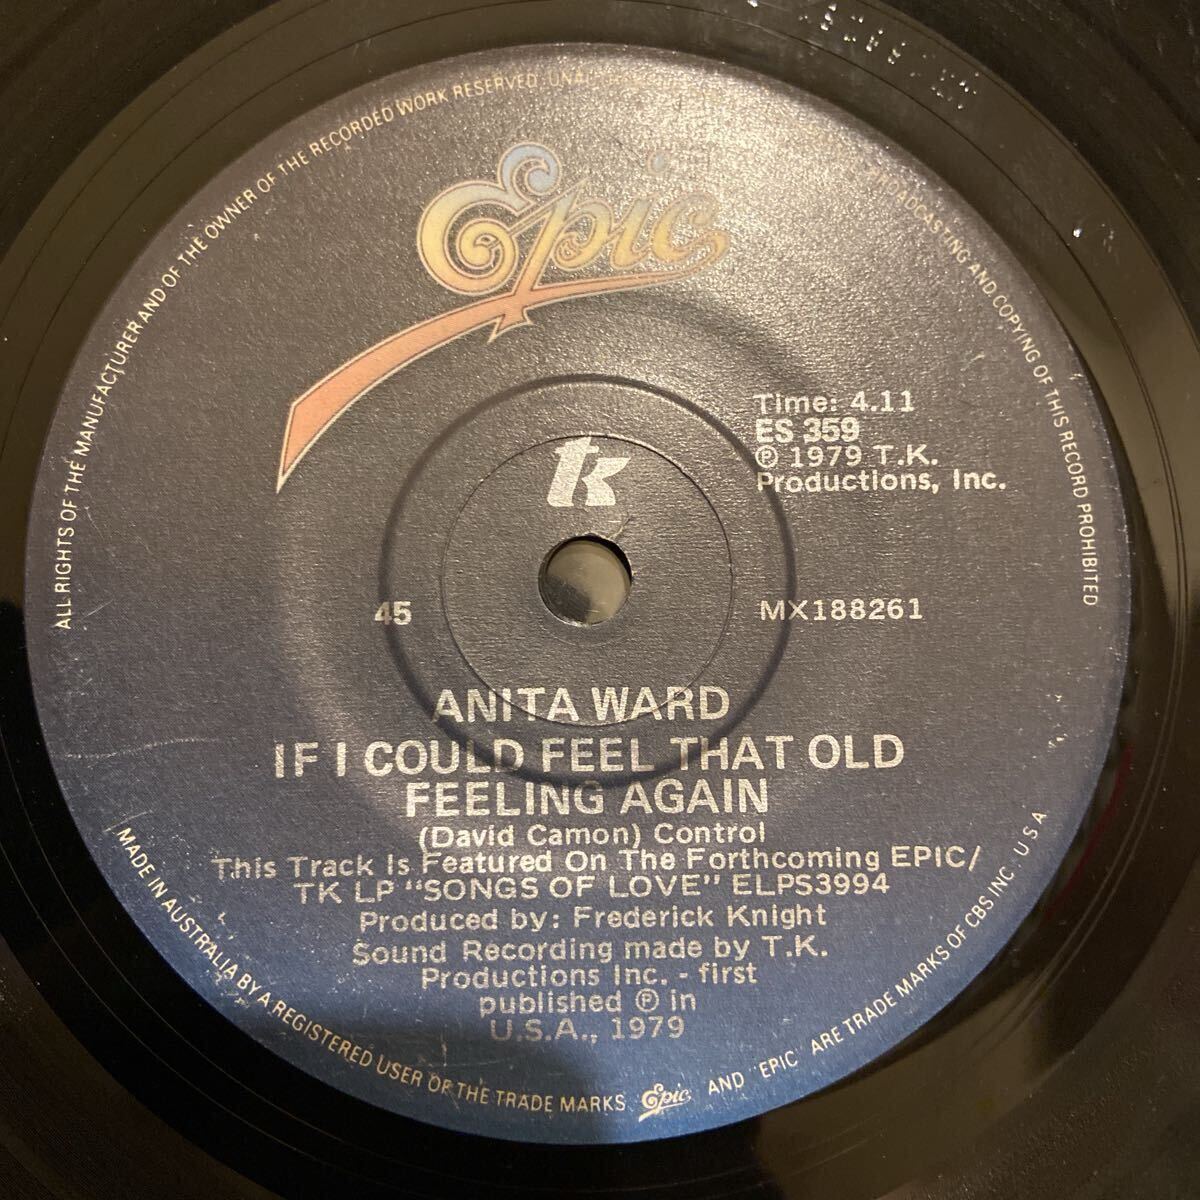 ALL RIGHTS OF THE MANUFACTURER AND OF THE OWNER OF THE RECORDED WORK RESERVED. BROADCASTING AND COPYING OF THIS RECORD PROHIBITED
Epic
Time: 4.11
ES 359
℗ 1979 T.K.
Productions, Inc.
tk
45
MX188261
ANITA WARD
IF I COULD FEEL THAT OLD
FEELING AGAIN
(David Camon) Control
This Track Is Featured On The Forthcoming EPIC/
TK LP "SONGS OF LOVE" ELPS3994
Produced by: Frederick Knight
Sound Recording made by T.K.
Productions Inc. - first
published ℗ in
U.S.A., 1979
MADE IN AUSTRALIA BY A REGISTERED USER OF THE TRADE MARKS Epic AND 'EPIC' ARE TRADE MARKS OF CBS INC. U S A